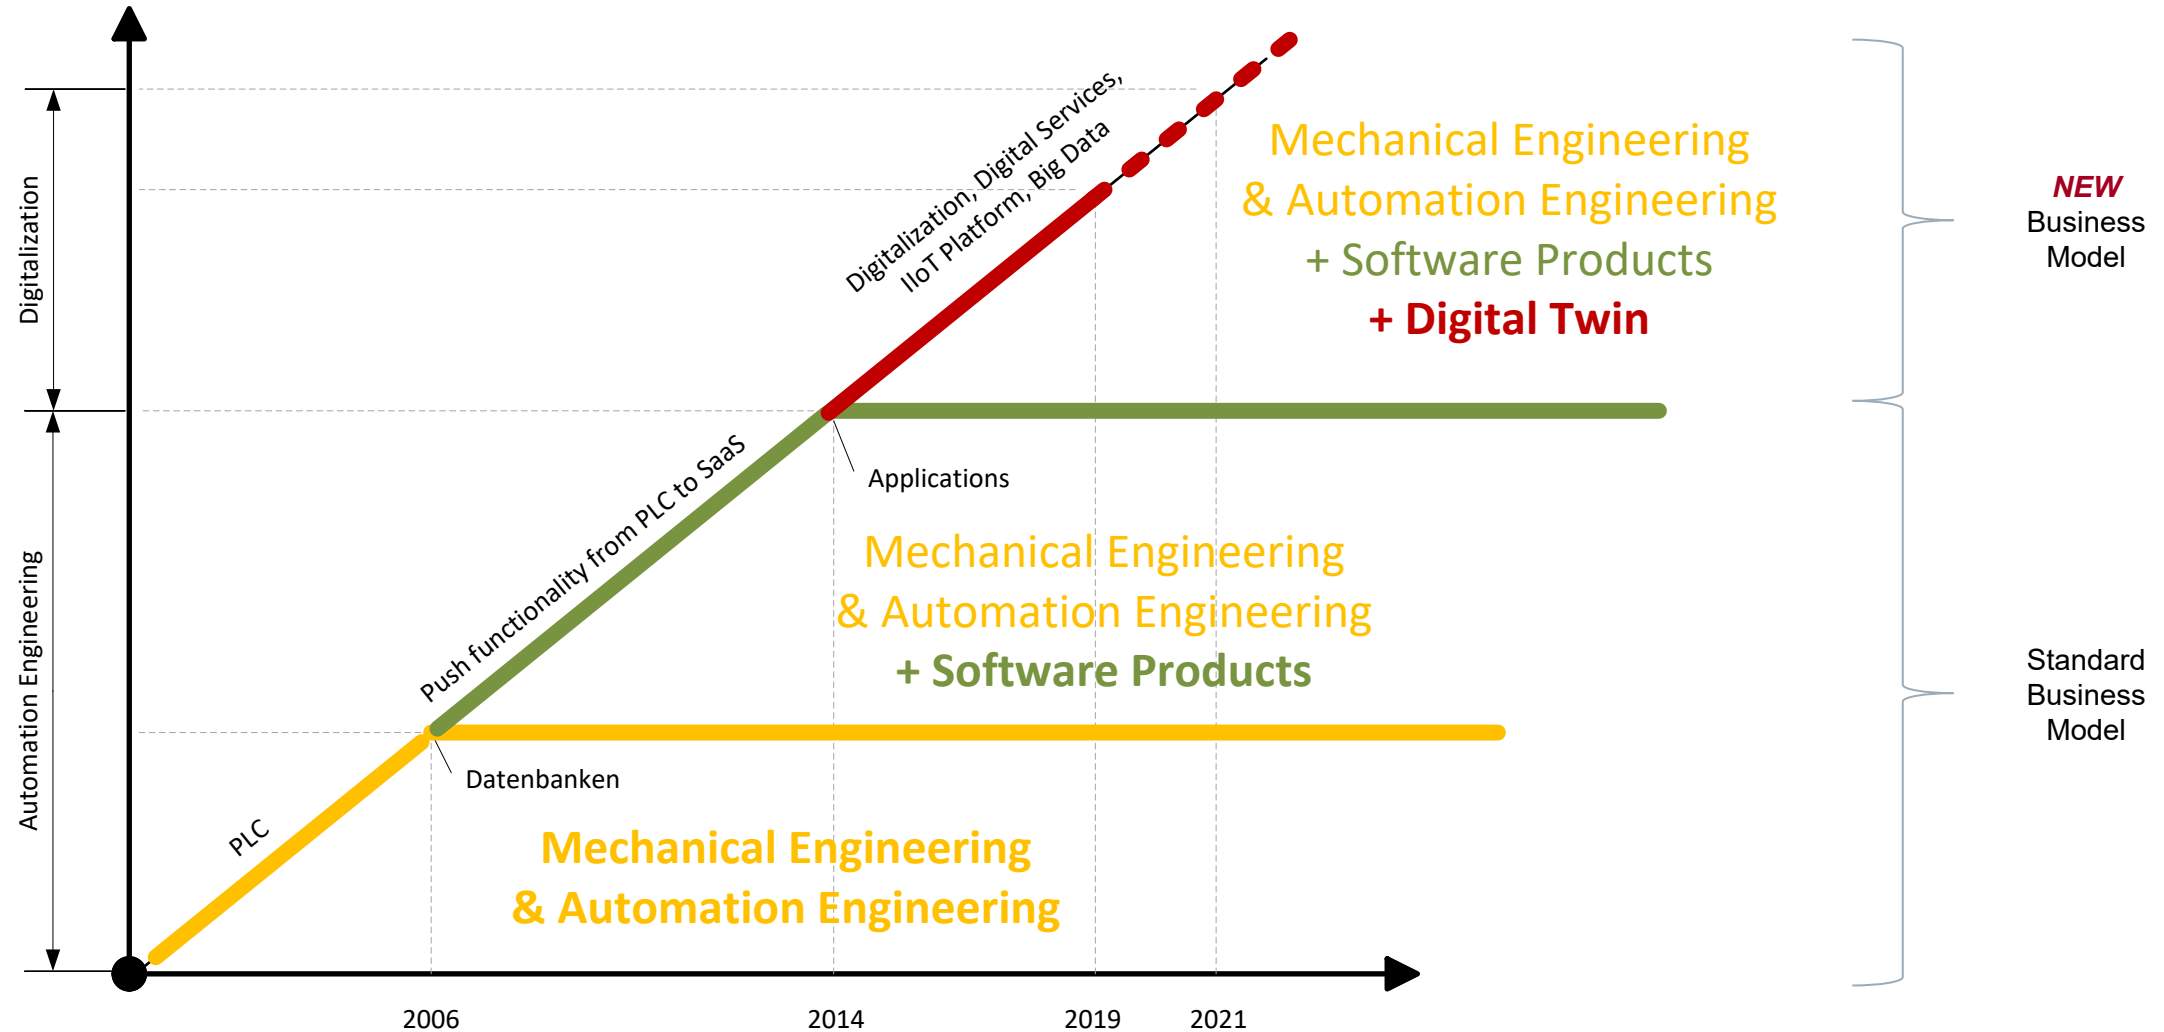 Digitalization, Digital Services,
IIoT Platform, Big Data
Mechanical Engineering
& Automation Engineering
+ Software Products
+ Digital Twin
NEW
Business
Model
Digitalization
Push functionality from PLC to SaaS
Applications
Mechanical Engineering
& Automation Engineering
+ Software Products
Standard
Business
Model
Automation Engineering
Datenbanken
PLC
Mechanical Engineering
& Automation Engineering
2006
2014
2019
2021